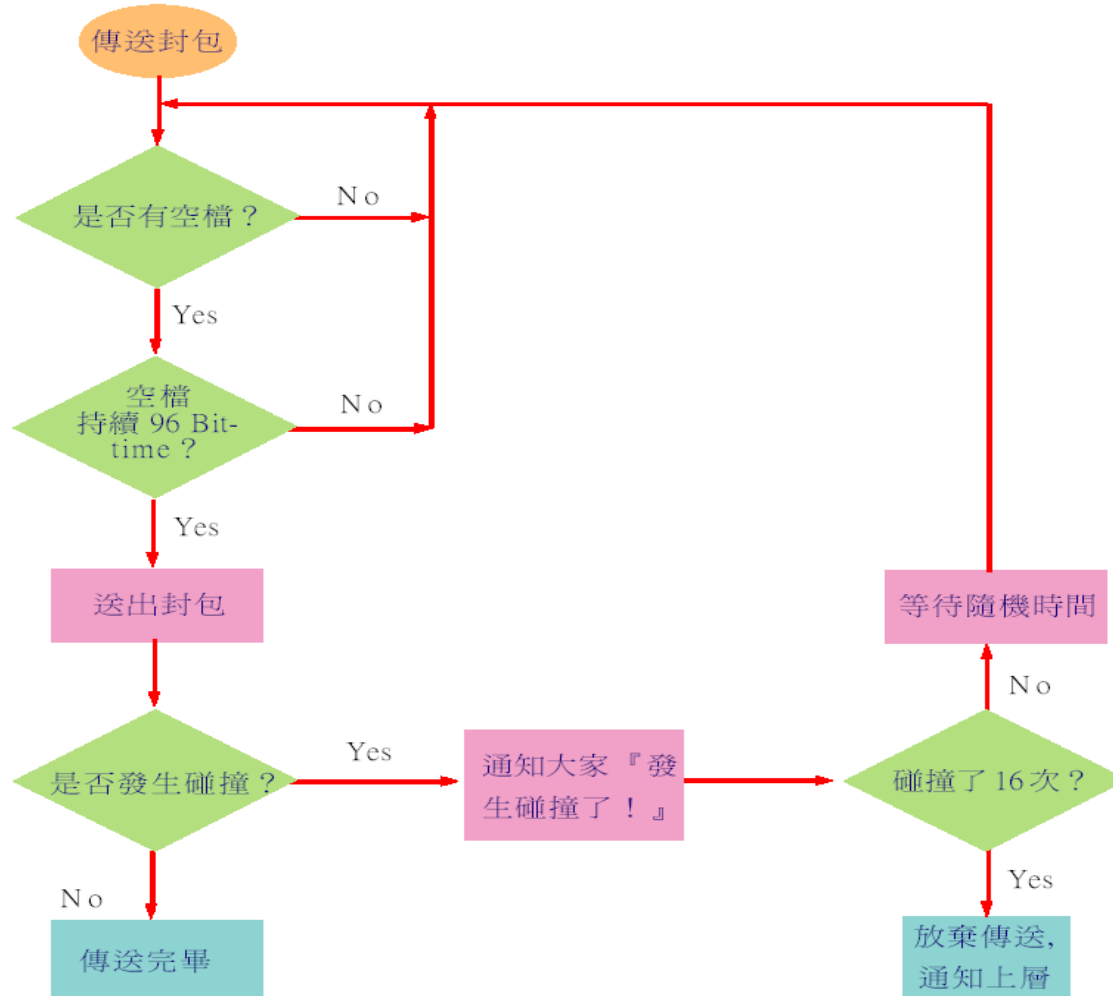 傳送封包
是否有空檔？
No
Yes
空檔
持續 96 Bit-
time？
No
Yes
送出封包
等待隨機時間
No
是否發生碰撞？
Yes
通知大家『發
生碰撞了！』
碰撞了 16 次？
No
Yes
傳送完畢
放棄傳送,
通知上層